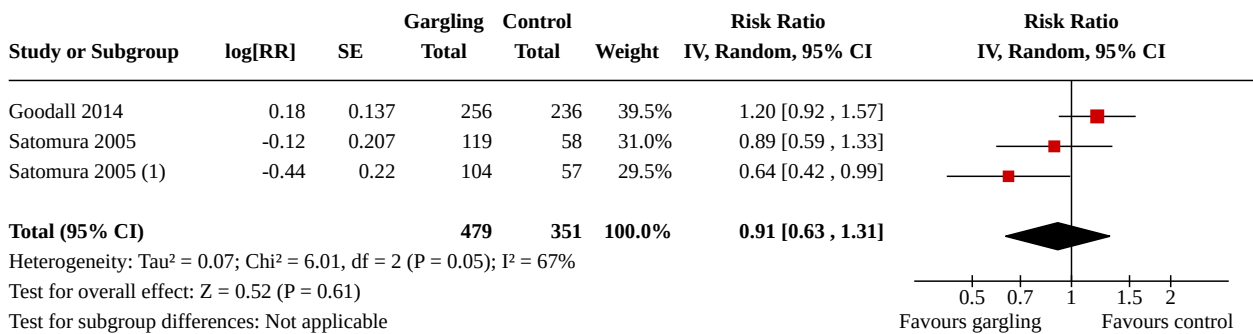 Gargling Control Risk Ratio Risk Ratio
Study or Subgroup log[RR] SE Total Total Weight IV, Random, 95% CI IV, Random, 95% CI
Goodall 2014 0.18 0.137 256 236 39.5% 1.20 [0.92 , 1.57]
Satomura 2005 -0.12 0.207 119 58 31.0% 0.89 [0.59 , 1.33]
Satomura 2005 (1) -0.44 0.22 104 57 29.5% 0.64 [0.42 , 0.99]
Total (95% CI) 479 351 100.0% 0.91 [0.63 , 1.31]
Heterogeneity: Tau² = 0.07; Chi² = 6.01, df = 2 (P = 0.05); I² = 67%
Test for overall effect: Z = 0.52 (P = 0.61) 0.5 0.7 1 1.5 2
Test for subgroup differences: Not applicable Favours gargling Favours control